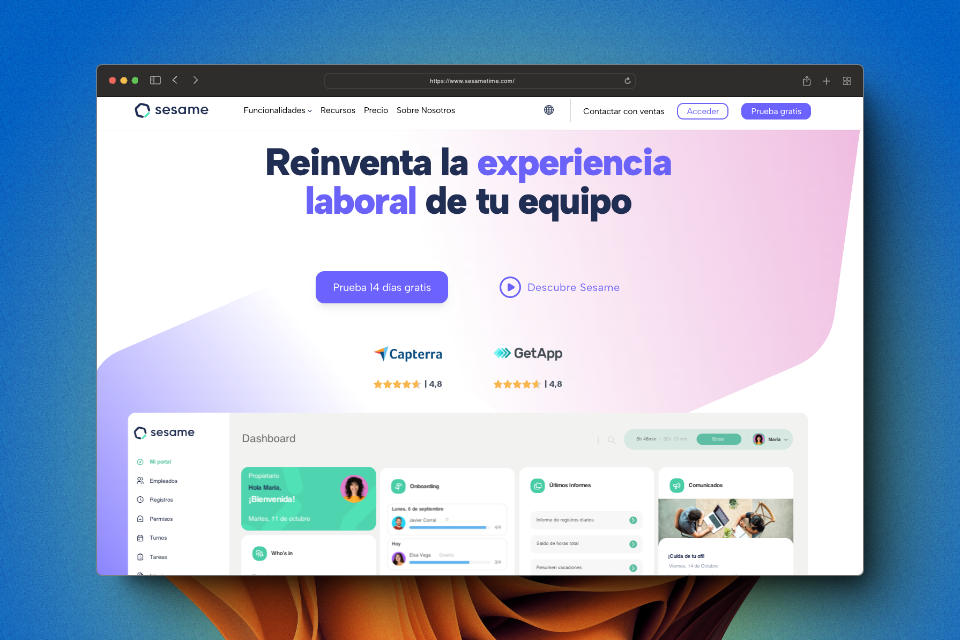 https://www.sesametime.com/
sesame
Funcionalidades Recursos Precio Sobre Nosotros
Contactar con ventas Acceder Prueba gratis
Reinventa la experiencia
laboral de tu equipo
Prueba 14 días gratis
Descubre Sesame
Capterra
GetApp
| 4,8
| 4,8
sesame
Dashboard
María
Mi portal
Empleados
Registros
Permisos
Turnos
Tareas
Propietario
Hola María,
¡Bienvenida!
Martes, 11 de octubre
Who's in
Onboarding
Lunes, 5 de septiembre
Javier Corral
4/5
Hoy
Elsa Vega Diseño
3/4
Últimos informes
Informe de registros diarios
Saldo de horas total
Resumen vacaciones
Comunicados
¡Cuida de tu ofi!
Viernes, 14 de Octubre